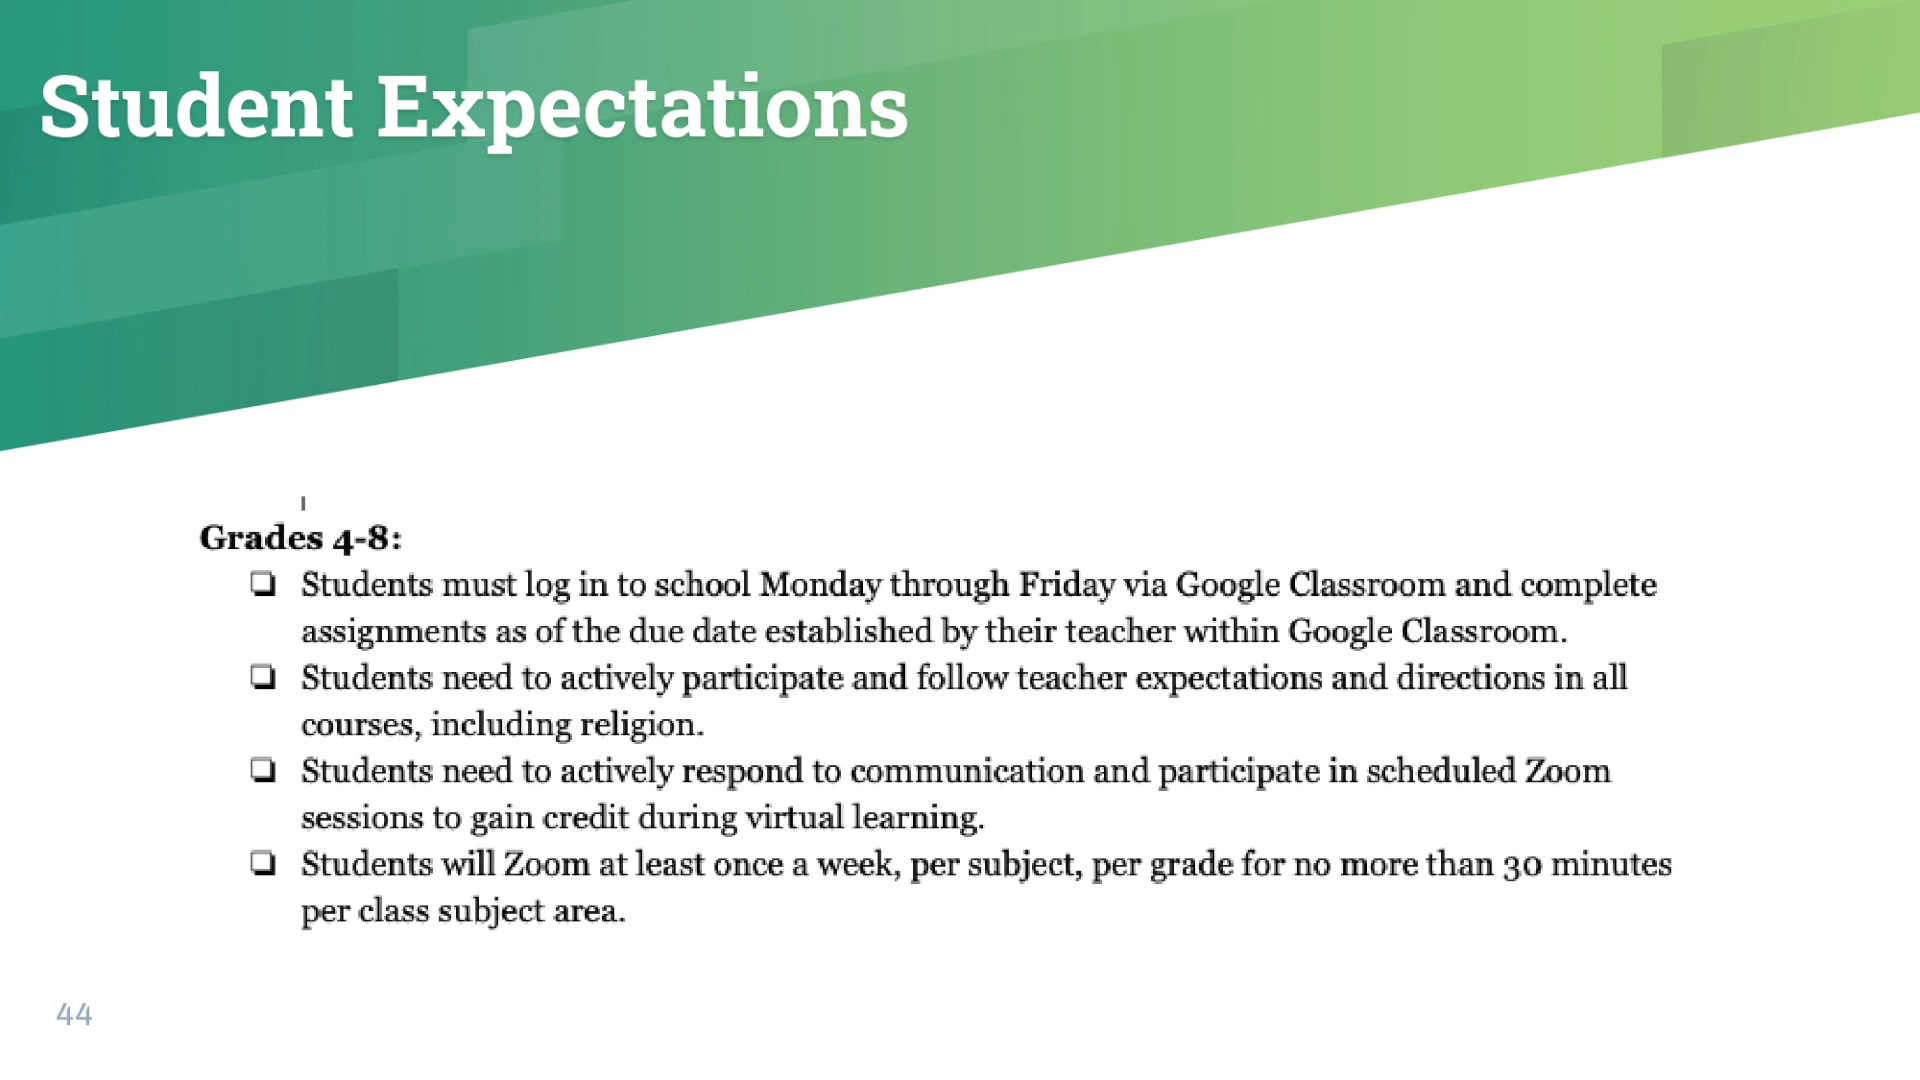 Student Expectations
Grades 4-8:
❏ Students must log in to school Monday through Friday via Google Classroom and complete
assignments as of the due date established by their teacher within Google Classroom.
❏ Students need to actively participate and follow teacher expectations and directions in all
courses, including religion.
❏ Students need to actively respond to communication and participate in scheduled Zoom
sessions to gain credit during virtual learning.
❏ Students will Zoom at least once a week, per subject, per grade for no more than 30 minutes
per class subject area.
44